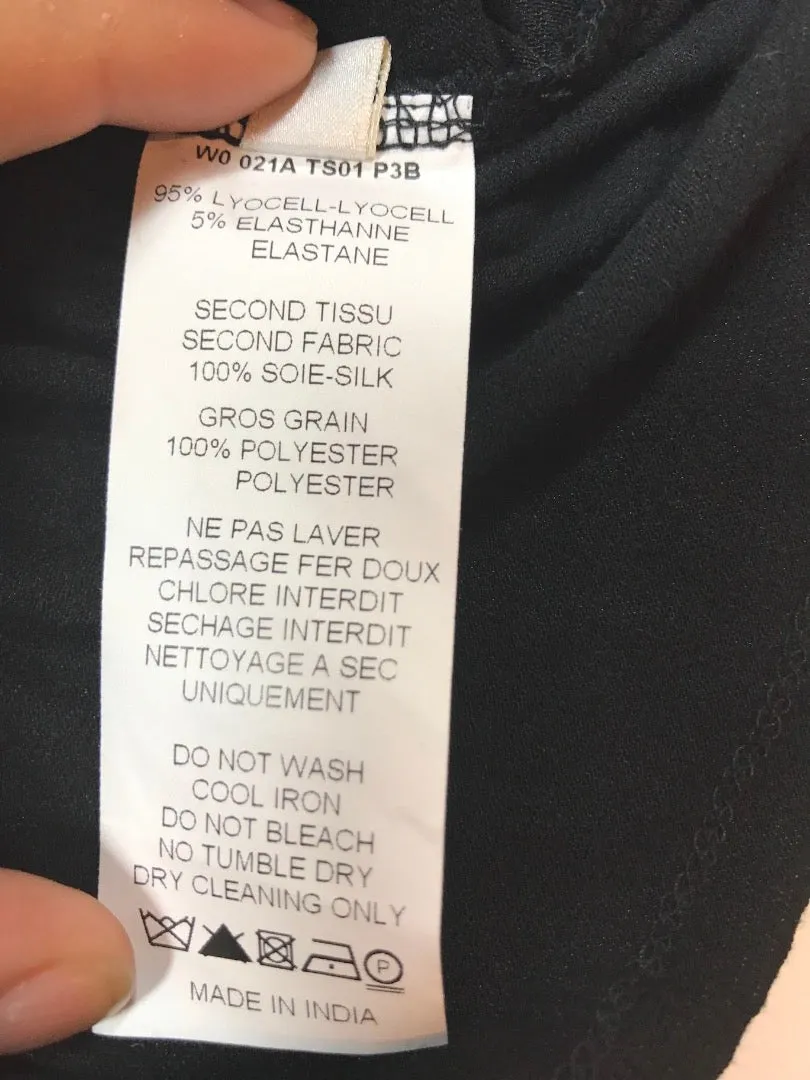 W0 021A TS01 P3B
95% LYOCELL-LYOCELL
5% ELASTHANNE
ELASTANE
SECOND TISSU
SECOND FABRIC
100% SOIE-SILK
GROS GRAIN
100% POLYESTER
POLYESTER
NE PAS LAVER
REPASSAGE FER DOUX
CHLORE INTERDIT
SECHAGE INTERDIT
NETTOYAGE A SEC
UNIQUEMENT
DO NOT WASH
COOL IRON
DO NOT BLEACH
NO TUMBLE DRY
DRY CLEANING ONLY
P
MADE IN INDIA